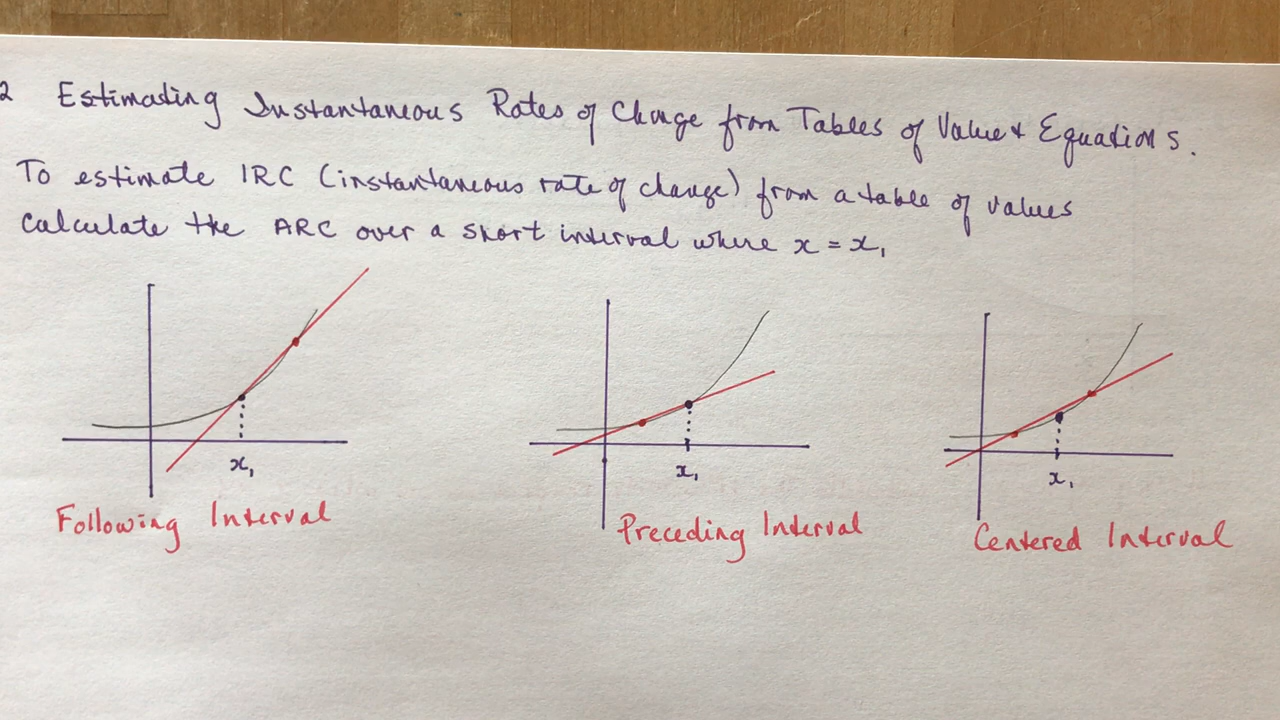 2 Estimating Instantaneous Rates of Change from Tables of Value & Equations.
To estimate IRC (instantaneous rate of change) from a table of values
calculate the ARC over a short interval where x = x₁
x₁
x₁
x₁
Following Interval
Preceding Interval
Centered Interval